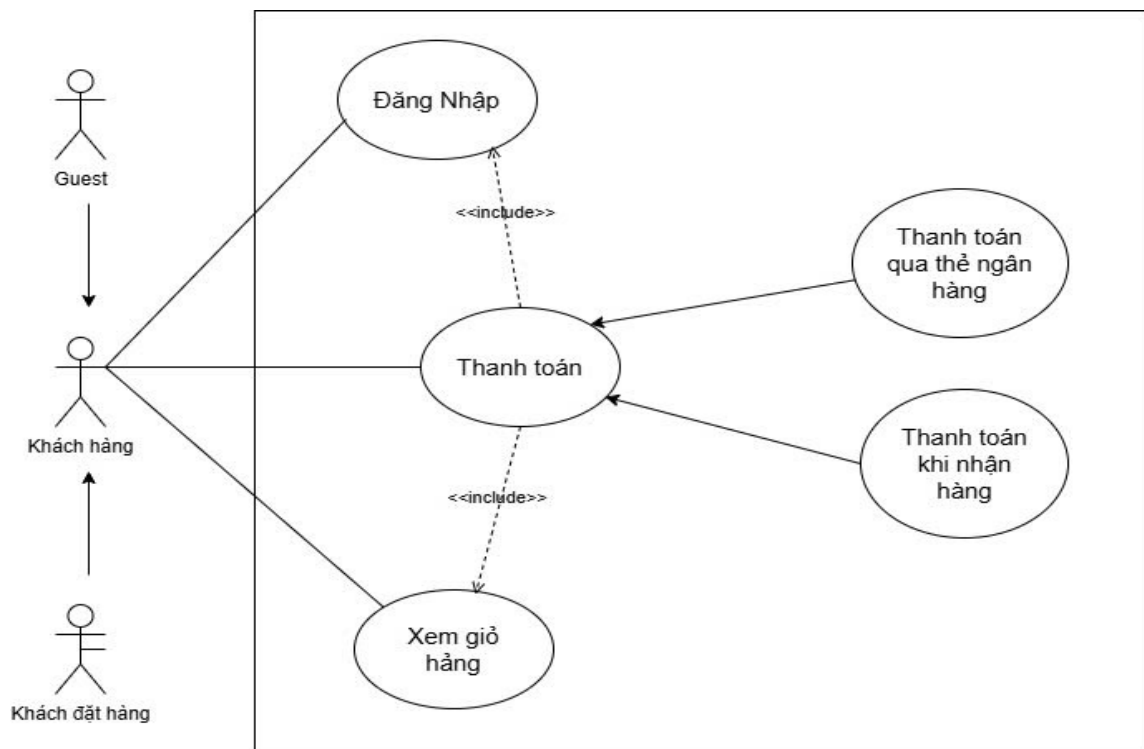 Đăng Nhập
Guest
<<include>>
Thanh toán
qua thẻ ngân
hàng
Thanh toán
Khách hàng
Thanh toán
khi nhận
hàng
<<include>>
Xem giỏ
hảng
Khách đặt hàng